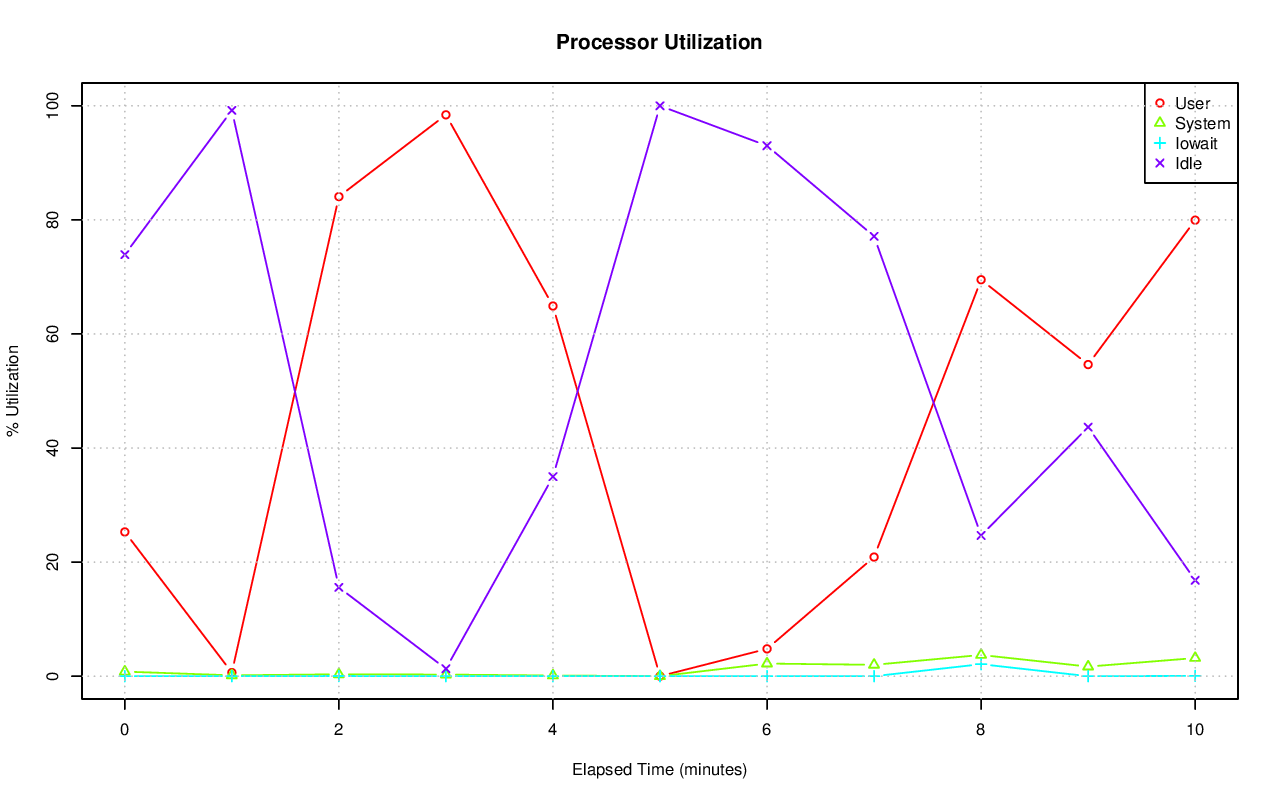 Processor Utilization
% Utilization
100
80
60
40
20
0
0 2 4 6 8 10
Elapsed Time (minutes)
User
System
Iowait
Idle